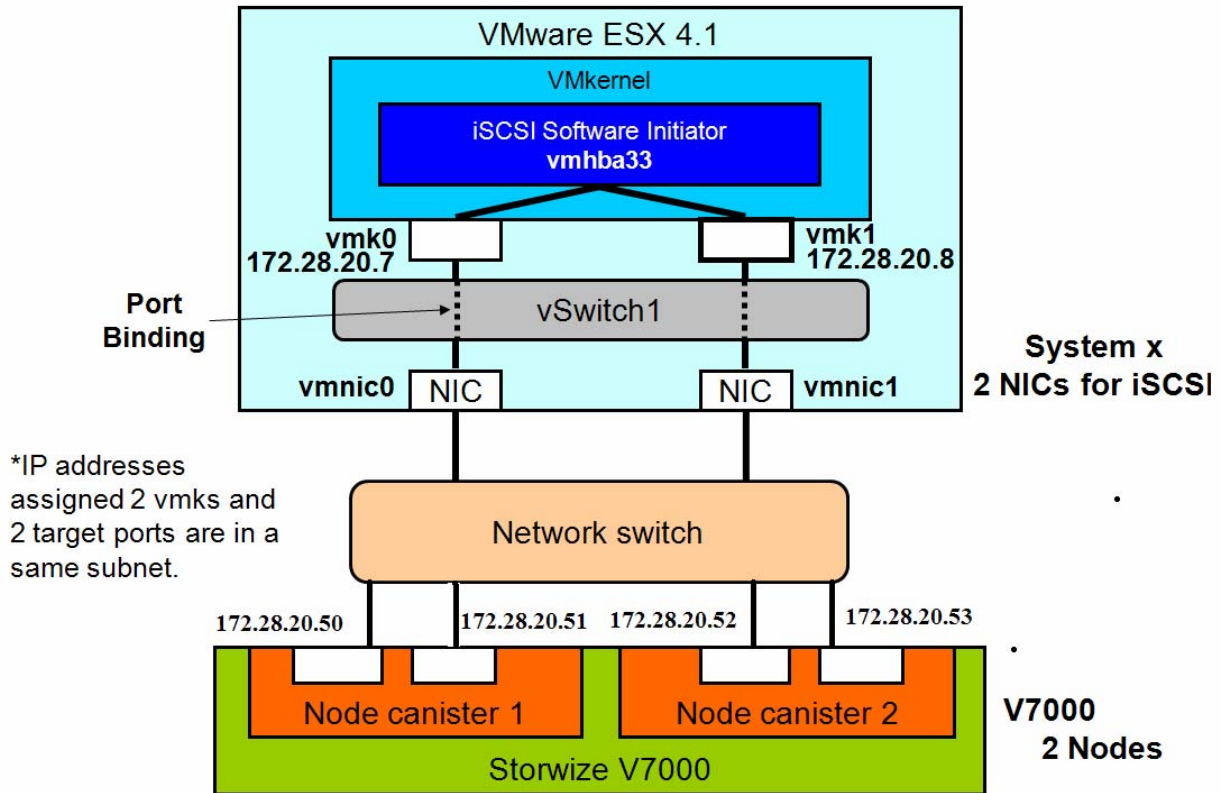 VMware ESX 4.1
VMkernel
iSCSI Software Initiator
vmhba33
vmk0
172.28.20.7
vmk1
172.28.20.8
Port
Binding
vSwitch1
System x
2 NICs for iSCSI
vmnic0
NIC
NIC
vmnic1
*IP addresses
assigned 2 vmks and
2 target ports are in a
same subnet.
Network switch
172.28.20.50
172.28.20.51
172.28.20.52
172.28.20.53
Node canister 1
Node canister 2
V7000
2 Nodes
Storwize V7000